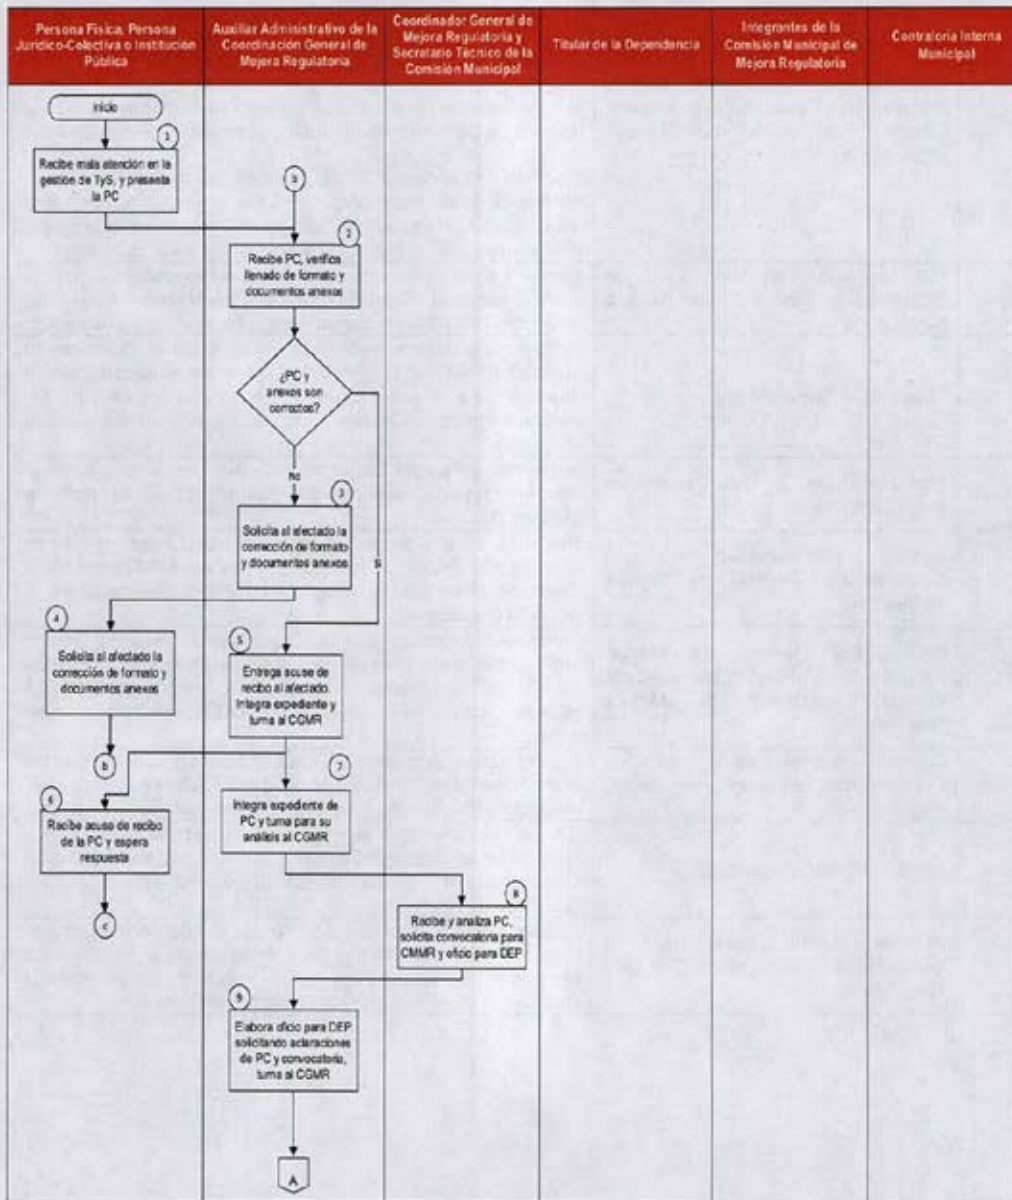 Persona Física, Persona
Jurídico-Colectiva o Institución
Pública
Auxiliar Administrativo de la
Coordinación General de
Mejora Regulatoria
Coordinador General de
Mejora Regulatoria y
Secretario Técnico de la
Comisión Municipal
Titular de la Dependencia
Integrantes de la
Comisión Municipal de
Mejora Regulatoria
Contraloría Interna
Municipal
Inicio
1
Recibe mala atención en la
gestión de TyS, y presenta
la PC
b
2
Recibe PC, verifica
llenado de formato y
documentos anexos
¿PC y
anexos son
correctos?
No
3
Solicita al afectado la
corrección de formato
y documentos anexos
Si
4
Solicita al afectado la
corrección de formato y
documentos anexos
b
5
Entrega acuse de
recibo al afectado.
Integra expediente y
turna al CGMR
6
Recibe acuse de recibo
de la PC y espera
respuesta
c
7
Integra expediente de
PC y turna para su
análisis al CGMR
8
Recibe y analiza PC,
solicita convocatoria para
CMMR y oficio para DEP
9
Elabora oficio para DEP
solicitando aclaraciones
de PC y convocatoria,
turna al CGMR
A